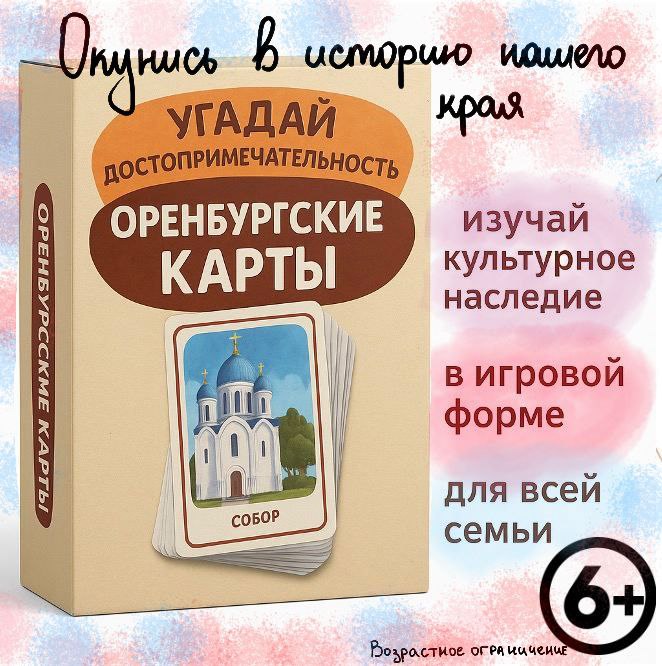 Окунись в историю нашего
края
УГАДАЙ
ДОСТОПРИМЕЧАТЕЛЬНОСТЬ
ОРЕНБУРГСКИЕ
КАРТЫ
ОРЕНБУРССКМЕ КАРТЫ
СОБОР
изучай
культурное
наследие
в игровой
форме
для всей
семьи
6+
Возрастное ограничение